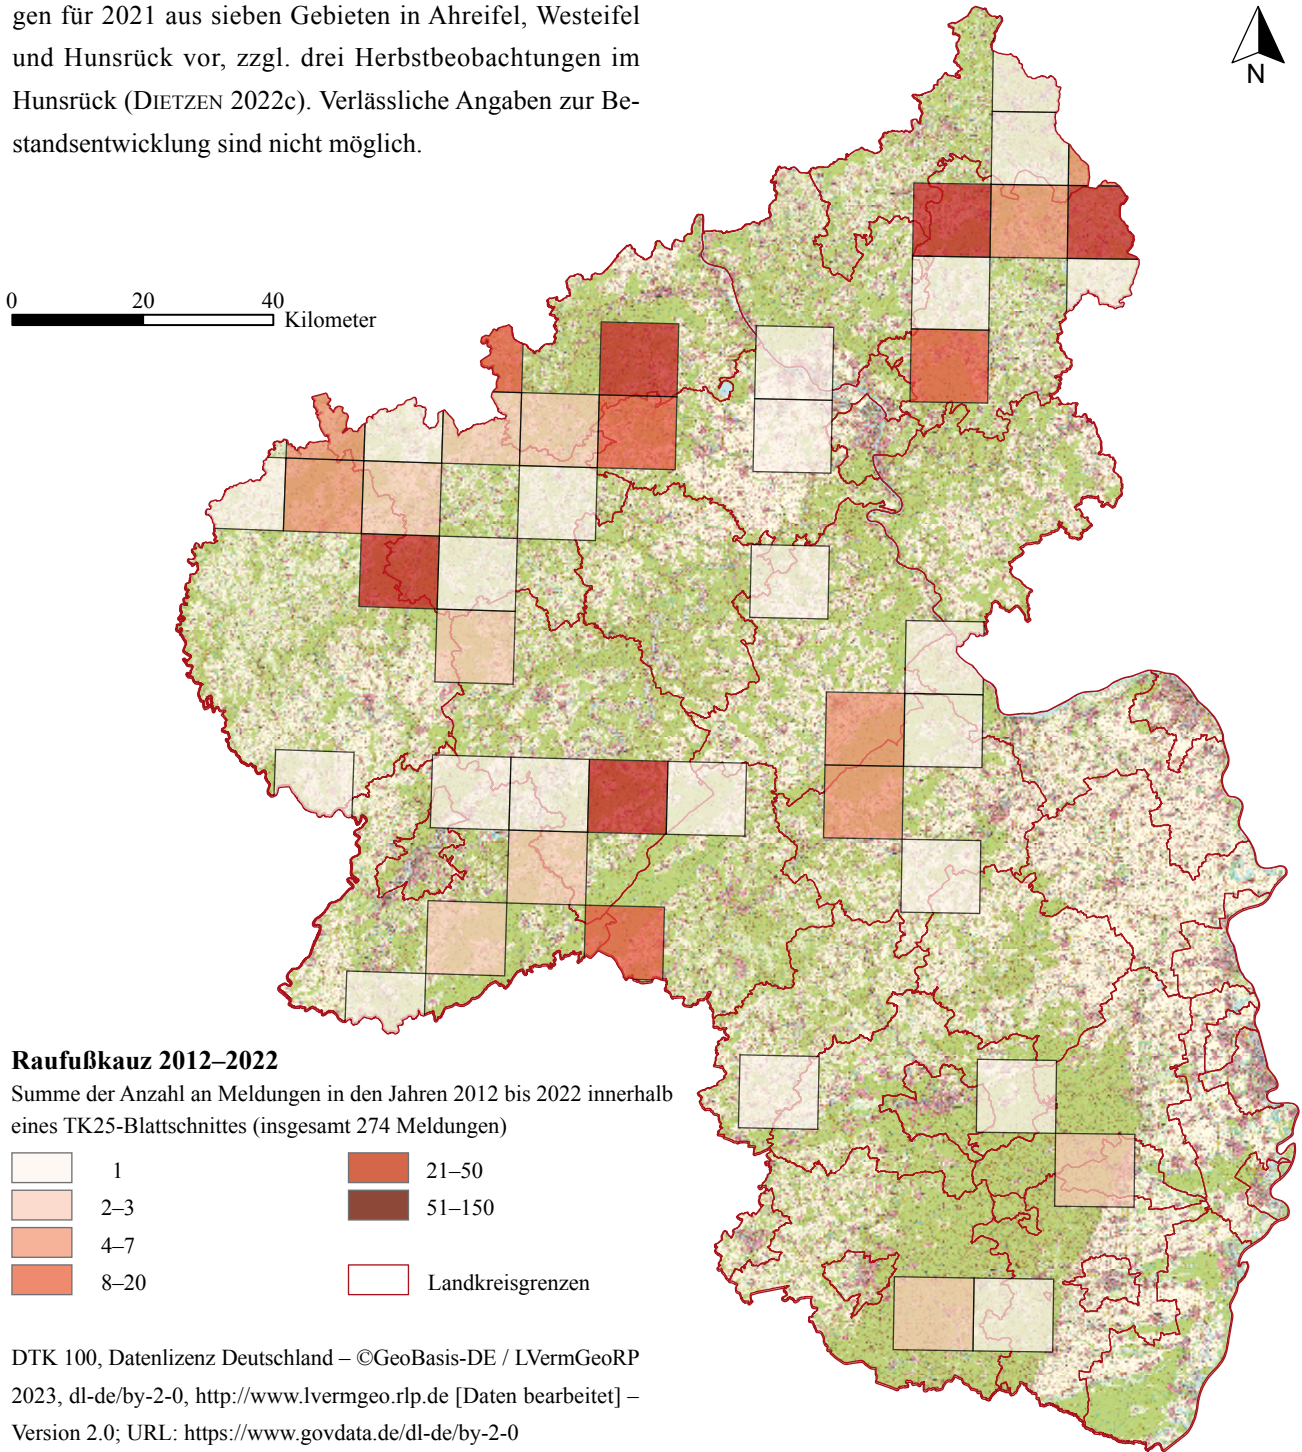 gen für 2021 aus sieben Gebieten in Ahreifel, Westeifel
und Hunsrück vor, zzgl. drei Herbstbeobachtungen im
Hunsrück (DIETZEN 2022c). Verlässliche Angaben zur Be-
standsentwicklung sind nicht möglich.
N
0 20 40
Kilometer
Raufußkauz 2012–2022
Summe der Anzahl an Meldungen in den Jahren 2012 bis 2022 innerhalb
eines TK25-Blattschnittes (insgesamt 274 Meldungen)
1
2–3
4–7
8–20
21–50
51–150
Landkreisgrenzen
DTK 100, Datenlizenz Deutschland – ©GeoBasis-DE / LVermGeoRP
2023, dl-de/by-2-0, http://www.lvermgeo.rlp.de [Daten bearbeitet] –
Version 2.0; URL: https://www.govdata.de/dl-de/by-2-0